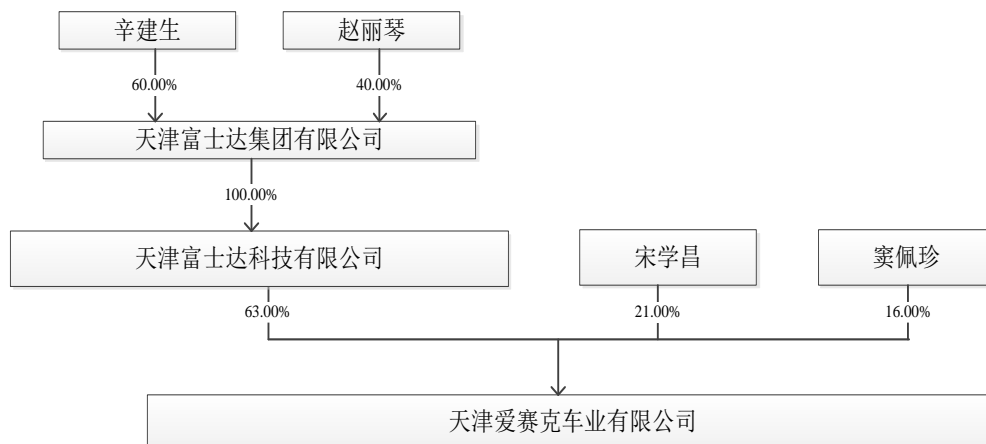 辛建生
赵丽琴
60.00%
40.00%
天津富士达集团有限公司
100.00%
天津富士达科技有限公司
宋学昌
窦佩珍
63.00%
21.00%
16.00%
天津爱赛克车业有限公司